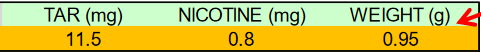 TAR (mg) NICOTINE (mg) WEIGHT (g)
11.5 0.8 0.95